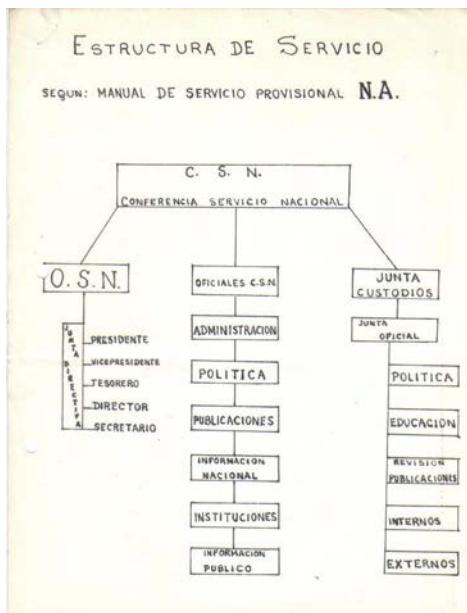 ESTRUCTURA DE SERVICIO
SEGUN: MANUAL DE SERVICIO PROVISIONAL N.A.
C. S. N.
CONFERENCIA SERVICIO NACIONAL
O.S.N.
JUNTA DIRECTIVA
PRESIDENTE
VICEPRESIDENTE
TESORERO
DIRECTOR
SECRETARIO
OFICIALES C.S.N.
ADMINISTRACION
POLITICA
PUBLICACIONES
INFORMACION
NACIONAL
INSTITUCIONES
INFORMACION
PUBLICO
JUNTA
CUSTODIOS
JUNTA
OFICIAL
POLITICA
EDUCACION
REVISION
PUBLICACIONES
INTERNOS
EXTERNOS